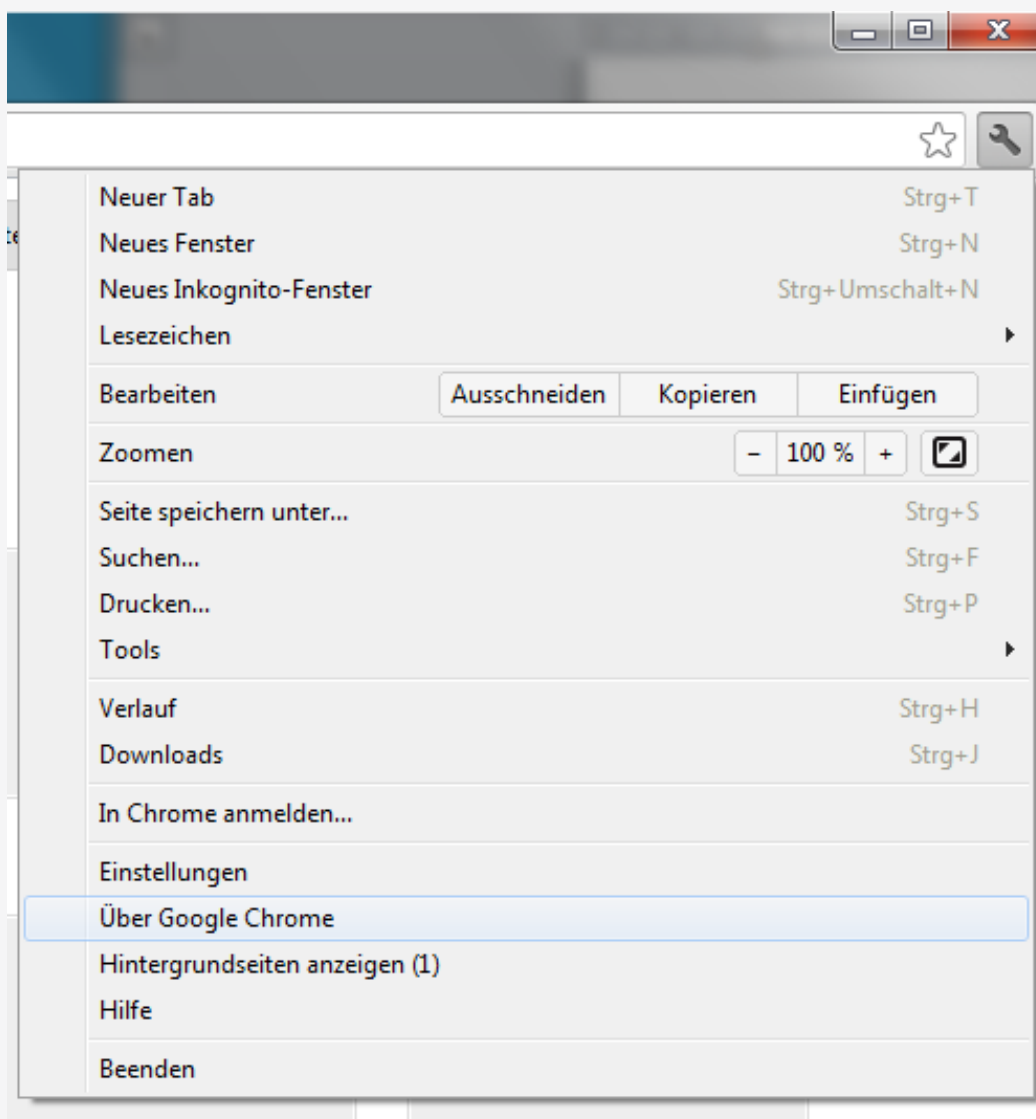 Neuer Tab Strg+T
Neues Fenster Strg+N
Neues Inkognito-Fenster Strg+Umschalt+N
Lesezeichen
Bearbeiten Ausschneiden Kopieren Einfügen
Zoomen − 100 % +
Seite speichern unter... Strg+S
Suchen... Strg+F
Drucken... Strg+P
Tools
Verlauf Strg+H
Downloads Strg+J
In Chrome anmelden...
Einstellungen
Über Google Chrome
Hintergrundseiten anzeigen (1)
Hilfe
Beenden